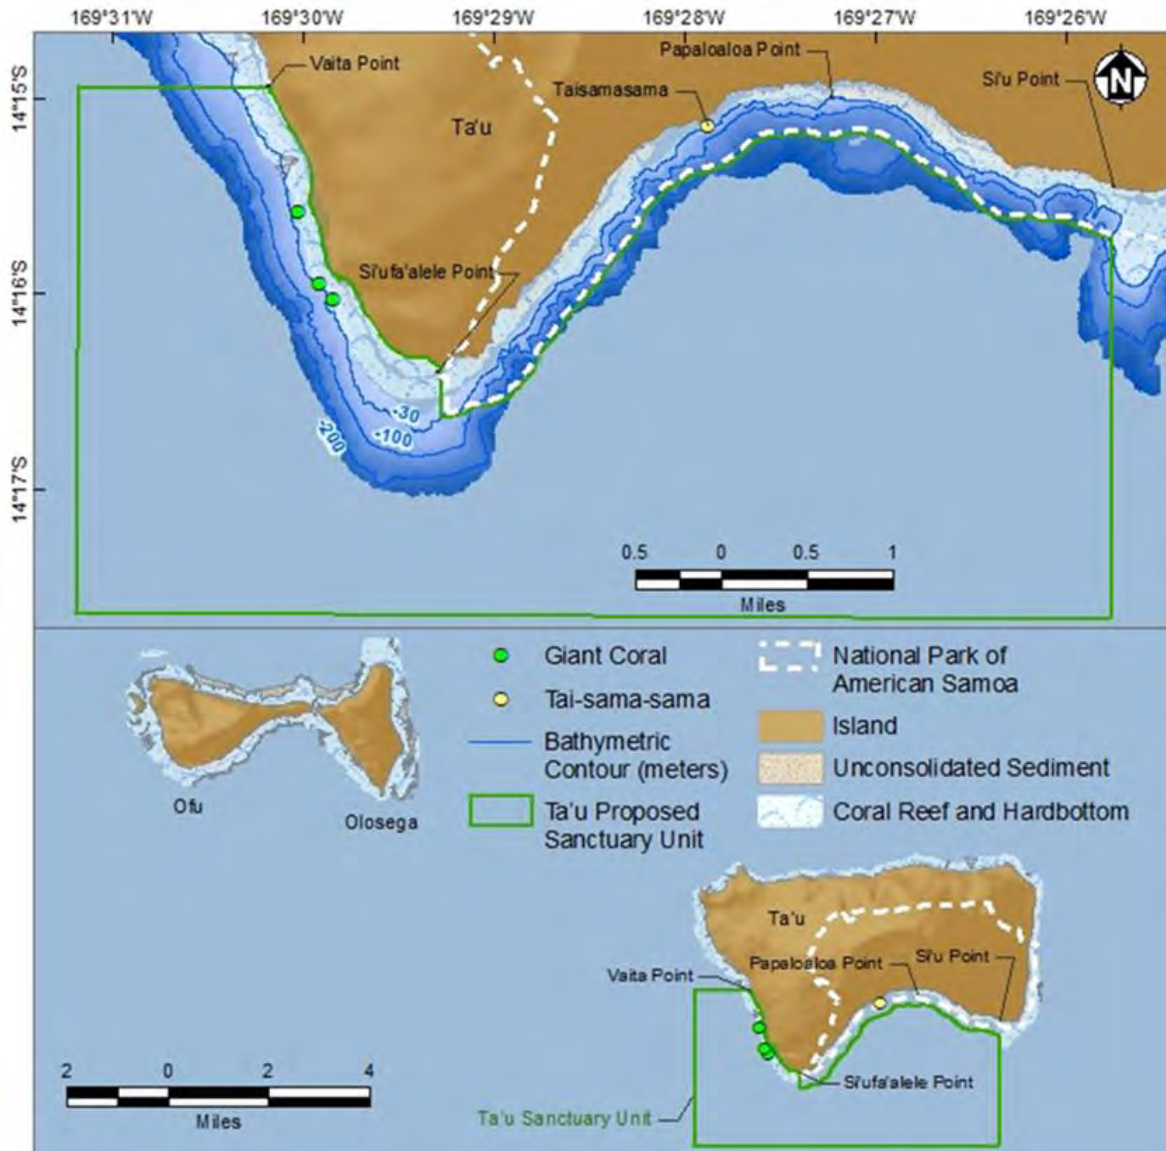 169°31'W 169°30'W 169°29'W 169°28'W 169°27'W 169°26'W
Vaita Point
Papaloaloa Point
Taisamasama
Si'u Point
N
14°15'S
Ta'u
Si'ufa'alele Point
14°16'S
-30
-100
-200
14°17'S
0.5 0 0.5 1
Miles
Giant Coral
Tai-sama-sama
Bathymetric
Contour (meters)
Ta'u Proposed
Sanctuary Unit
National Park of
American Samoa
Island
Unconsolidated Sediment
Coral Reef and Hardbottom
Ofu
Olosega
Ta'u
Vaita Point
Papaloaloa Point
Si'u Point
Si'ufa'alele Point
2 0 2 4
Miles
Ta'u Sanctuary Unit